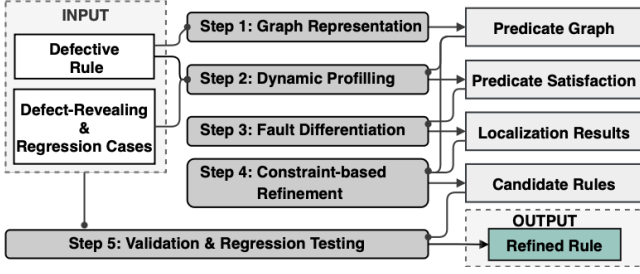 INPUT
Defective
Rule
Defect-Revealing
&
Regression Cases
Step 1: Graph Representation
Step 2: Dynamic Profilling
Step 3: Fault Differentiation
Step 4: Constraint-based
Refinement
Step 5: Validation & Regression Testing
Predicate Graph
Predicate Satisfaction
Localization Results
Candidate Rules
OUTPUT
Refined Rule